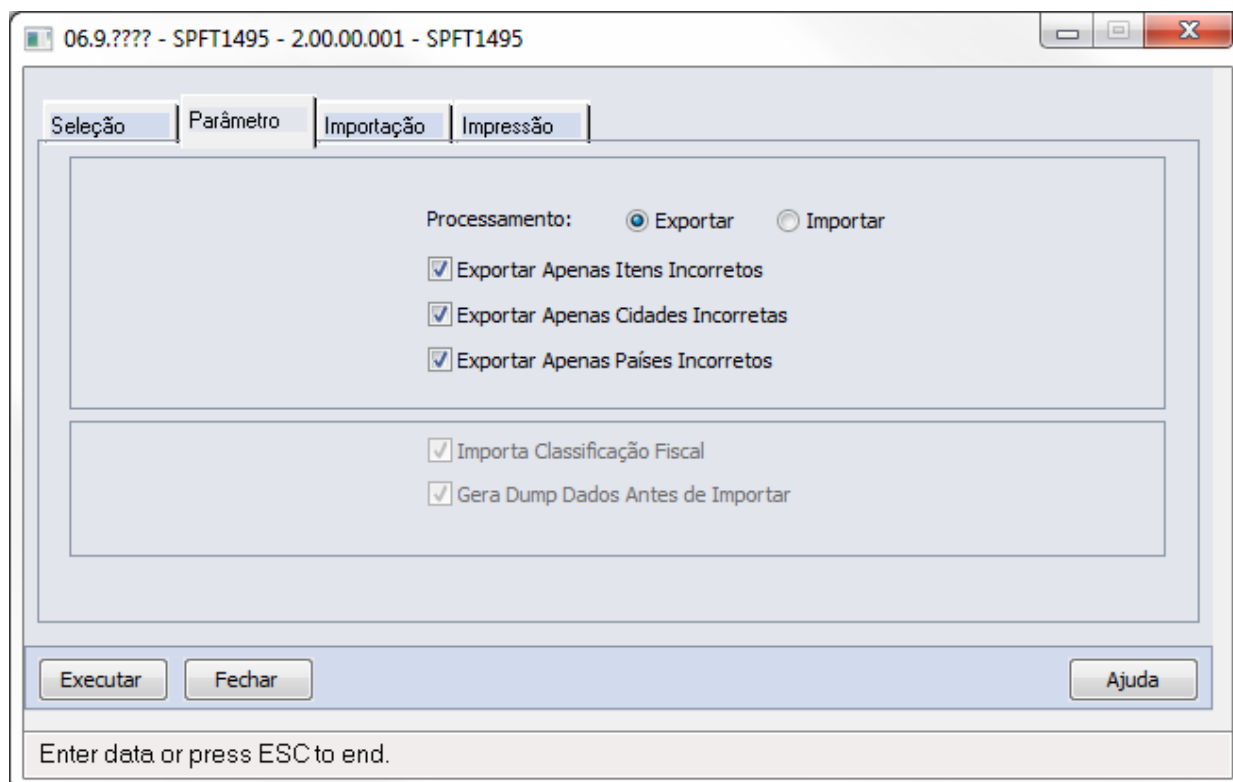 06.9.???? - SPFT1495 - 2.00.00.001 - SPFT1495
Seleção Parâmetro Importação Impressão
Processamento: Exportar Importar
Exportar Apenas Itens Incorretos
Exportar Apenas Cidades Incorretas
Exportar Apenas Países Incorretos
Importa Classificação Fiscal
Gera Dump Dados Antes de Importar
Executar Fechar Ajuda
Enter data or press ESC to end.